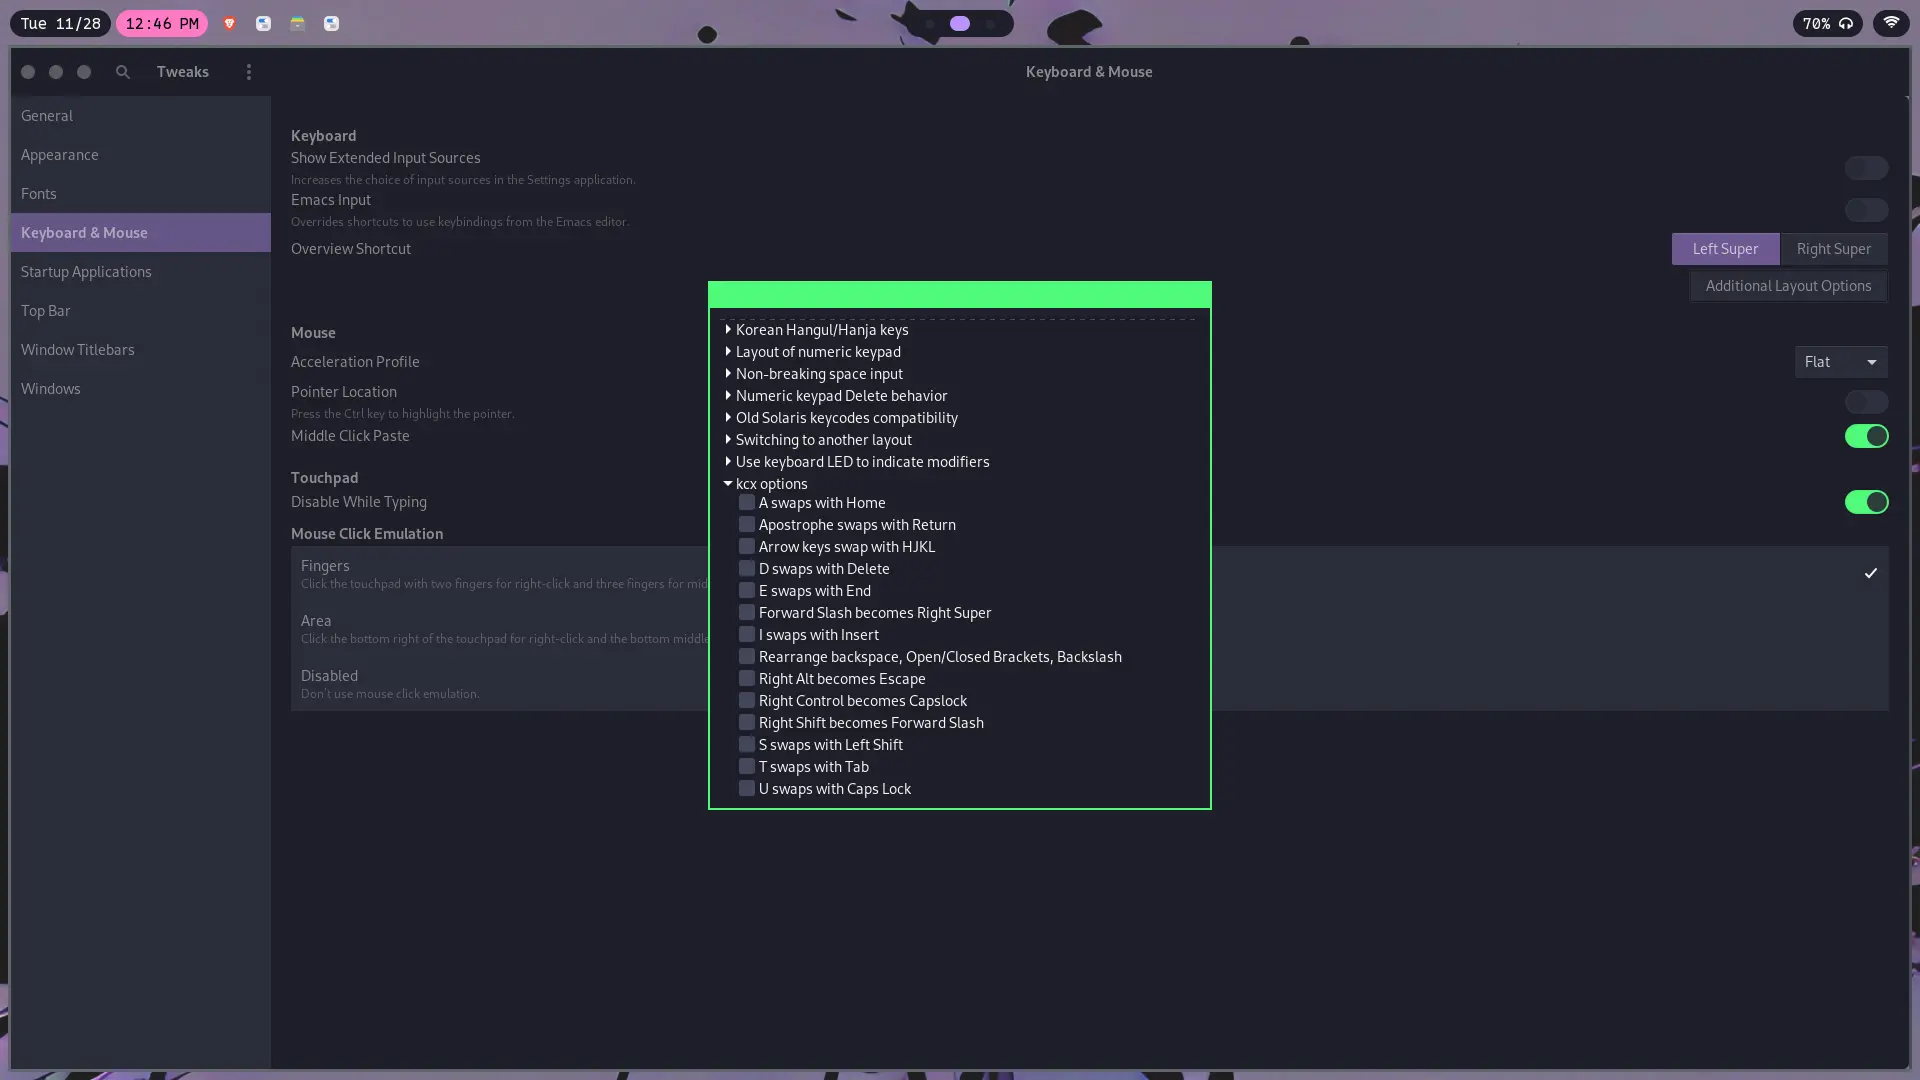 Tue 11/28
12:46 PM
70%
Tweaks
Keyboard & Mouse
General
Appearance
Fonts
Keyboard & Mouse
Startup Applications
Top Bar
Window Titlebars
Windows
Keyboard
Show Extended Input Sources
Increases the choice of input sources in the Settings application.
Emacs Input
Overrides shortcuts to use keybindings from the Emacs editor.
Overview Shortcut
Left Super
Right Super
Additional Layout Options
Mouse
Acceleration Profile
Flat
Pointer Location
Press the Ctrl key to highlight the pointer.
Middle Click Paste
Touchpad
Disable While Typing
Mouse Click Emulation
Fingers
Click the touchpad with two fingers for right-click and three fingers for mid
Area
Click the bottom right of the touchpad for right-click and the bottom middle
Disabled
Don't use mouse click emulation.
Korean Hangul/Hanja keys
Layout of numeric keypad
Non-breaking space input
Numeric keypad Delete behavior
Old Solaris keycodes compatibility
Switching to another layout
Use keyboard LED to indicate modifiers
kcx options
A swaps with Home
Apostrophe swaps with Return
Arrow keys swap with HJKL
D swaps with Delete
E swaps with End
Forward Slash becomes Right Super
I swaps with Insert
Rearrange backspace, Open/Closed Brackets, Backslash
Right Alt becomes Escape
Right Control becomes Capslock
Right Shift becomes Forward Slash
S swaps with Left Shift
T swaps with Tab
U swaps with Caps Lock